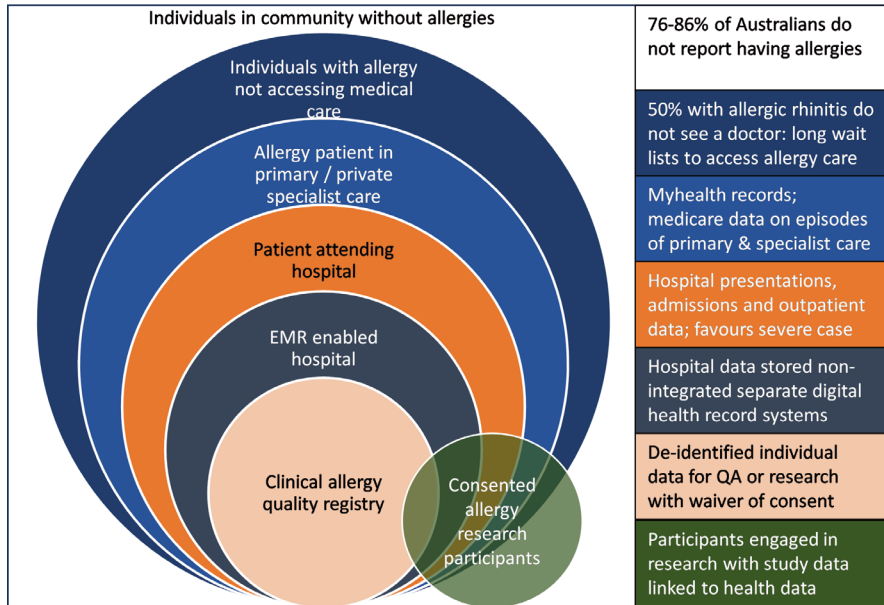 Individuals in community without allergies
Individuals with allergy
not accessing medical
care
Allergy patient in
primary / private
specialist care
Patient attending
hospital
EMR enabled
hospital
Clinical allergy
quality registry
Consented
allergy
research
participants
76-86% of Australians do
not report having allergies
50% with allergic rhinitis do
not see a doctor: long wait
lists to access allergy care
Myhealth records;
medicare data on episodes
of primary & specialist care
Hospital presentations,
admissions and outpatient
data; favours severe case
Hospital data stored non-
integrated separate digital
health record systems
De-identified individual
data for QA or research
with waiver of consent
Participants engaged in
research with study data
linked to health data